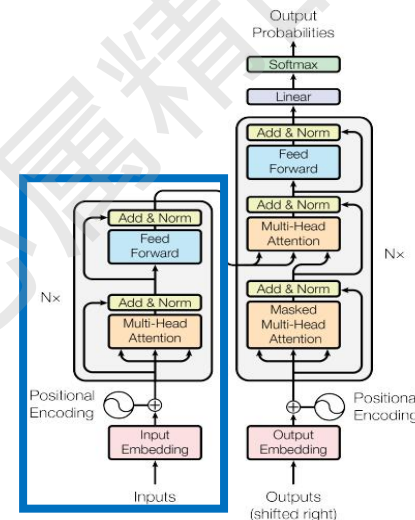 Output
Probabilities
Softmax
Linear
Add & Norm
Feed
Forward
Add & Norm
Multi-Head
Attention
Add & Norm
Masked
Multi-Head
Attention
Nx
Positional
Encoding
Output
Embedding
Outputs
(shifted right)
Add & Norm
Feed
Forward
Add & Norm
Multi-Head
Attention
Nx
Positional
Encoding
Input
Embedding
Inputs
属精